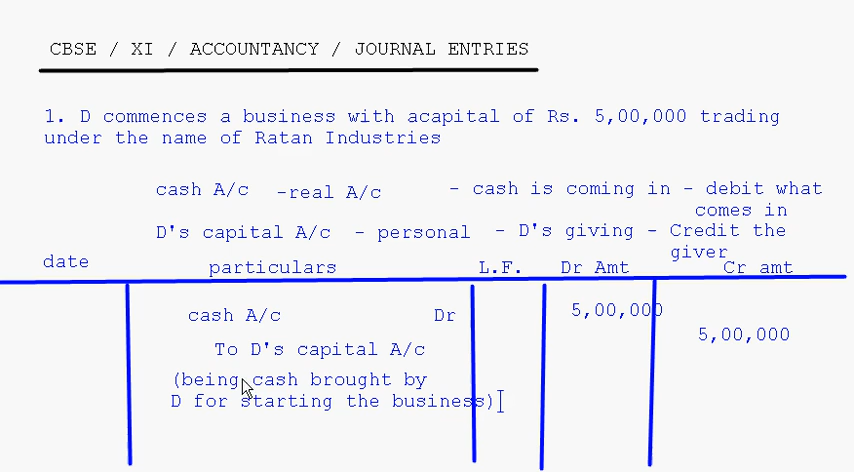 CBSE / XI / ACCOUNTANCY / JOURNAL ENTRIES
1. D commences a business with acapital of Rs. 5,00,000 trading
under the name of Ratan Industries
cash A/c -real A/c - cash is coming in - debit what
comes in
D's capital A/c - personal - D's giving - Credit the
giver
date particulars L.F. Dr Amt Cr amt
cash A/c Dr 5,00,000
5,00,000
To D's capital A/c
(being cash brought by
D for starting the business)